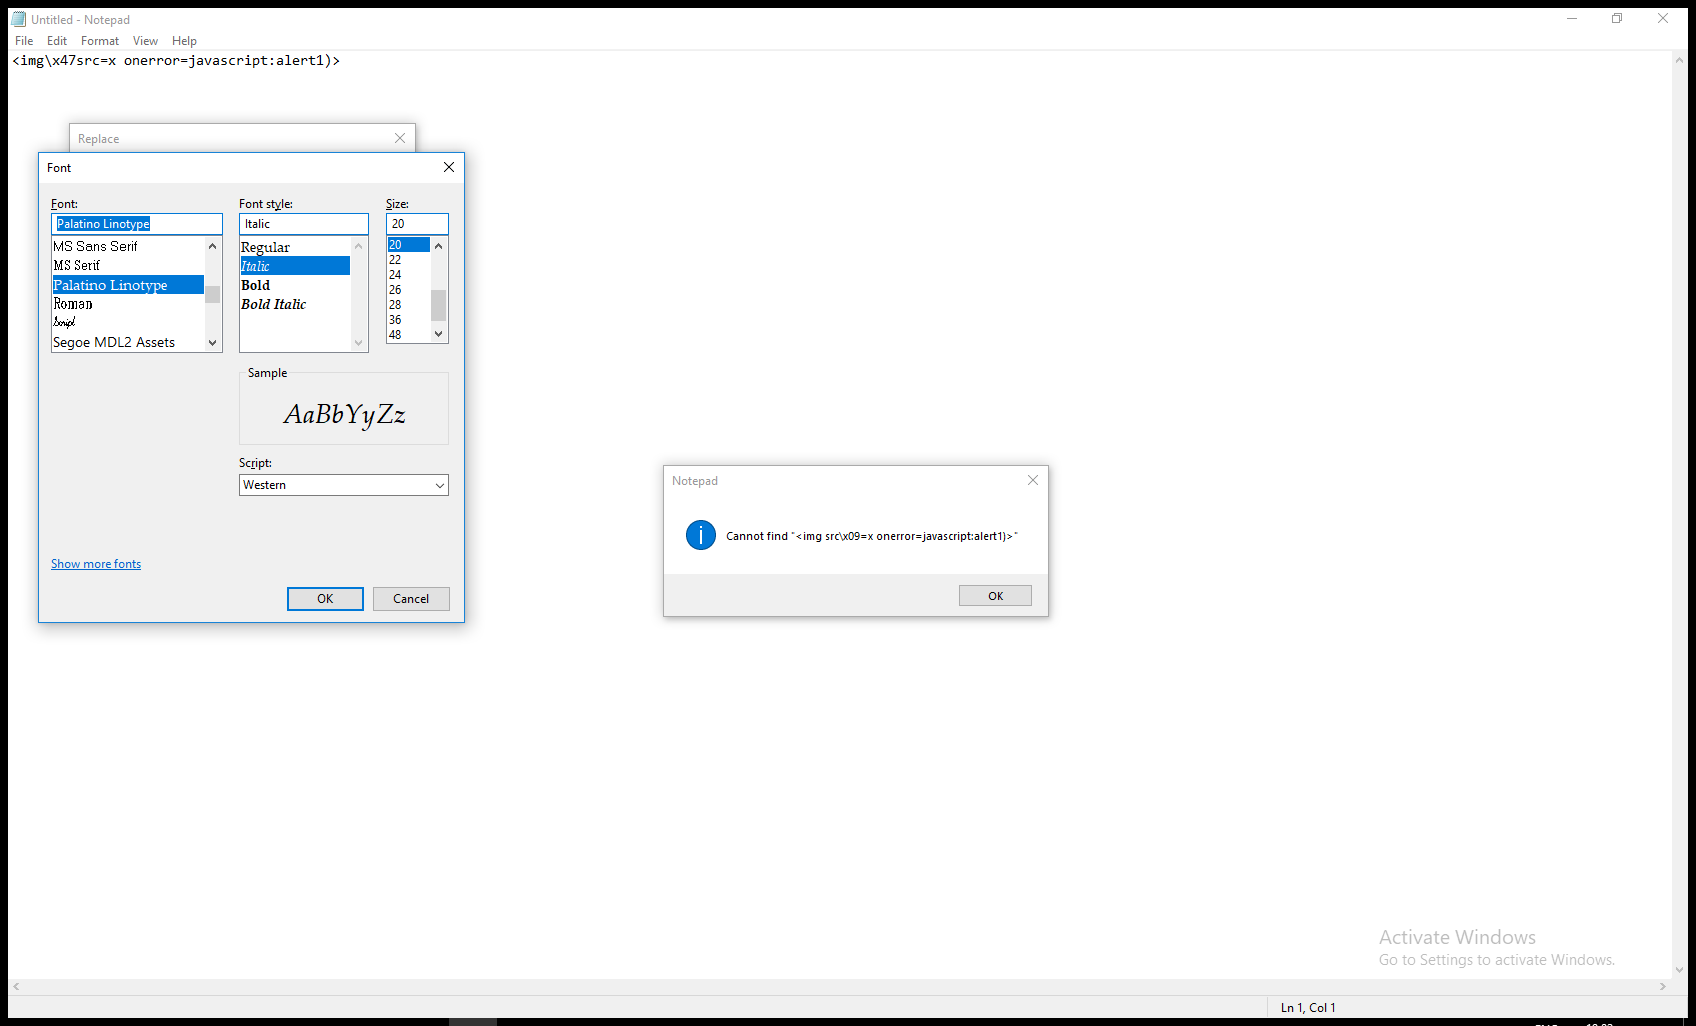 Untitled - Notepad
File Edit Format View Help
<img\x47src=x onerror=javascript:alert1)>
Replace
Font
Font: Font style: Size:
Palatino Linotype
MS Sans Serif
MS Serif
Palatino Linotype
Roman
Script
Segoe MDL2 Assets
Italic
Regular
Italic
Bold
Bold Italic
20
20
22
24
26
28
36
48
Sample
AaBbYyZz
Script:
Western
Show more fonts
OK Cancel
Notepad
Cannot find "<img src\x09=x onerror=javascript:alert1)>"
OK
Activate Windows
Go to Settings to activate Windows.
Ln 1, Col 1